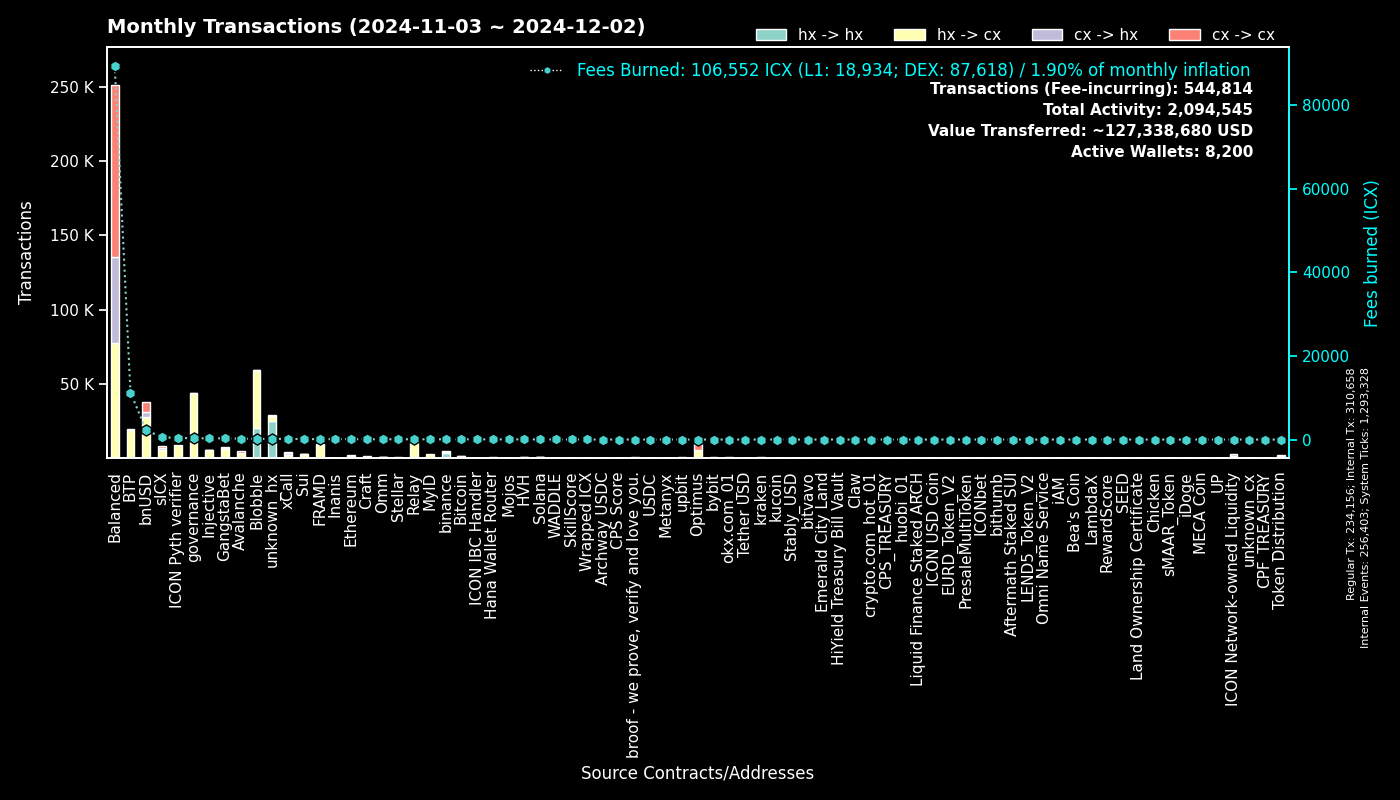 Monthly Transactions (2024-11-03 ~ 2024-12-02)
hx -> hx
hx -> cx
cx -> hx
cx -> cx
Fees Burned: 106,552 ICX (L1: 18,934; DEX: 87,618) / 1.90% of monthly inflation
Transactions (Fee-incurring): 544,814
Total Activity: 2,094,545
Value Transferred: ~127,338,680 USD
Active Wallets: 8,200
Transactions
250 K
200 K
150 K
100 K
50 K
80000
60000
40000
20000
0
Fees burned (ICX)
Regular Tx: 234,156; Internal Tx: 310,658
Internal Events: 256,403; System Ticks: 1,293,328
Balanced
BTP
bnUSD
sICX
ICON Pyth verifier
governance
Injective
GangstaBet
Avalanche
Blobble
unknown_hx
xCall
Sui
FRAMD
Inanis
Ethereum
Craft
Omm
Stellar
Relay
MyID
binance
Bitcoin
ICON IBC Handler
Hana Wallet Router
Mojos
HVH
Solana
WADDLE
SkillScore
Wrapped ICX
Archway_USDC
CPS Score
broof - we prove, verify and love you.
USDC
Metanyx
upbit
Optimus
bybit
okx.com_01
Tether USD
kraken
kucoin
Stably_USD
bitvavo
Emerald City Land
HiYield Treasury Bill Vault
Claw
crypto.com_hot_01
CPS_TREASURY
huobi_01
Liquid Finance Staked ARCH
ICON USD Coin
EURD_Token_V2
PresaleMultiToken
ICONbet
bithumb
Aftermath Staked SUI
LEND5_Token_V2
Omni Name Service
iAM
Bea's Coin
LambdaX
RewardScore
SEED
Land Ownership Certificate
Chicken
sMAAR_Token
_iDoge
MECA Coin
UP
ICON Network-owned Liquidity
unknown_cx
CPF_TREASURY
Token Distribution
Source Contracts/Addresses